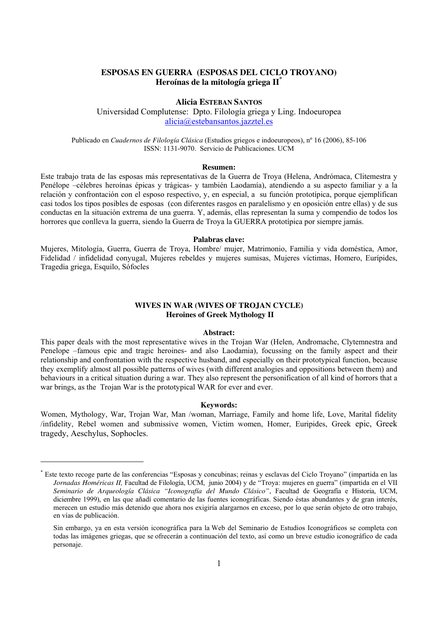 ESPOSAS EN GUERRA  (ESPOSAS DEL CICLO TROYANO)
Heroínas de la mitología griega II*
Alicia ESTEBAN SANTOS
Universidad Complutense:  Dpto. Filología griega y Ling. Indoeuropea
alicia@estebansantos.jazztel.es
Publicado en Cuadernos de Filología Clásica (Estudios griegos e indoeuropeos), nº 16 (2006), 85-106
ISSN: 1131-9070.  Servicio de Publicaciones. UCM
Resumen:
Este trabajo trata de las esposas más representativas de la Guerra de Troya (Helena, Andrómaca, Clitemestra y
Penélope –célebres heroínas épicas y trágicas- y también Laodamía), atendiendo a su aspecto familiar y a la
relación y confrontación con el esposo respectivo, y, en especial, a  su función prototípica, porque ejemplifican
casi todos los tipos posibles de esposas  (con diferentes rasgos en paralelismo y en oposición entre ellas) y de sus
conductas en la situación extrema de una guerra. Y, además, ellas representan la suma y compendio de todos los
horrores que conlleva la guerra, siendo la Guerra de Troya la GUERRA prototípica por siempre jamás.
Palabras clave:
Mujeres, Mitología, Guerra, Guerra de Troya, Hombre/ mujer, Matrimonio, Familia y vida doméstica, Amor,
Fidelidad / infidelidad conyugal, Mujeres rebeldes y mujeres sumisas, Mujeres víctimas, Homero, Eurípides,
Tragedia griega, Esquilo, Sófocles
WIVES IN WAR (WIVES OF TROJAN CYCLE)
Heroines of Greek Mythology II
Abstract:
This paper deals with the most representative wives in the Trojan War (Helen, Andromache, Clytemnestra and
Penelope –famous epic and tragic heroines- and also Laodamia), focussing on the family aspect and their
relationship and confrontation with the respective husband, and especially on their prototypical function, because
they exemplify almost all possible patterns of wives (with different analogies and oppositions between them) and
behaviours in a critical situation during a war. They also represent the personification of all kind of horrors that a
war brings, as the  Trojan War is the prototypical WAR for ever and ever.
Keywords:
Women, Mythology, War, Trojan War, Man /woman, Marriage, Family and home life, Love, Marital fidelity
/infidelity, Rebel women and submissive women, Victim women, Homer, Euripides, Greek epic, Greek
tragedy, Aeschylus, Sophocles.
* Este texto recoge parte de las conferencias “Esposas y concubinas; reinas y esclavas del Ciclo Troyano” (impartida en las
Jornadas Homéricas II, Facultad de Filología, UCM,  junio 2004) y de “Troya: mujeres en guerra” (impartida en el VII
Seminario de Arqueología Clásica “Iconografía del Mundo Clásico”, Facultad de Geografía e Historia, UCM,
diciembre 1999), en las que añadí comentario de las fuentes iconográficas. Siendo éstas abundantes y de gran interés,
merecen un estudio más detenido que ahora nos exigiría alargarnos en exceso, por lo que serán objeto de otro trabajo,
en vías de publicación.
Sin embargo, ya en esta versión iconográfica para la Web del Seminario de Estudios Iconográficos se completa con
todas las imágenes griegas, que se ofrecerán a continuación del texto, así como un breve estudio iconográfico de cada
personaje.
1